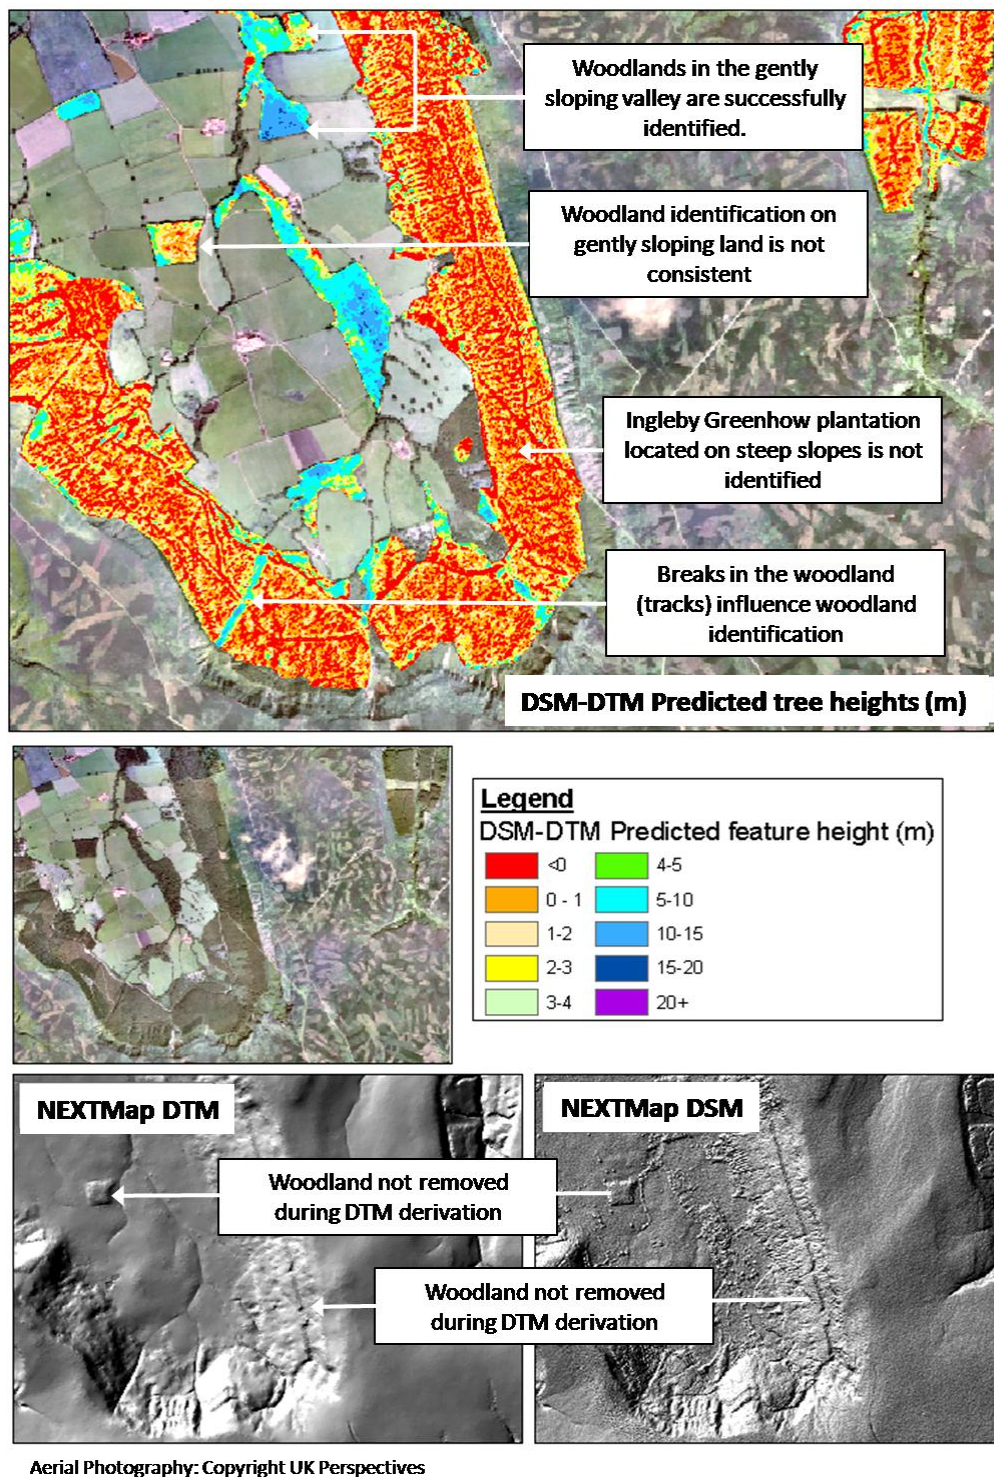 Woodlands in the gently
sloping valley are successfully
identified.
Woodland identification on
gently sloping land is not
consistent
Ingleby Greenhow plantation
located on steep slopes is not
identified
Breaks in the woodland
(tracks) influence woodland
identification
DSM-DTM Predicted tree heights (m)
Legend
DSM-DTM Predicted feature height (m)
<0
0 - 1
1-2
2-3
3-4
4-5
5-10
10-15
15-20
20+
NEXTMap DTM
NEXTMap DSM
Woodland not removed
during DTM derivation
Woodland not removed
during DTM derivation
Aerial Photography: Copyright UK Perspectives